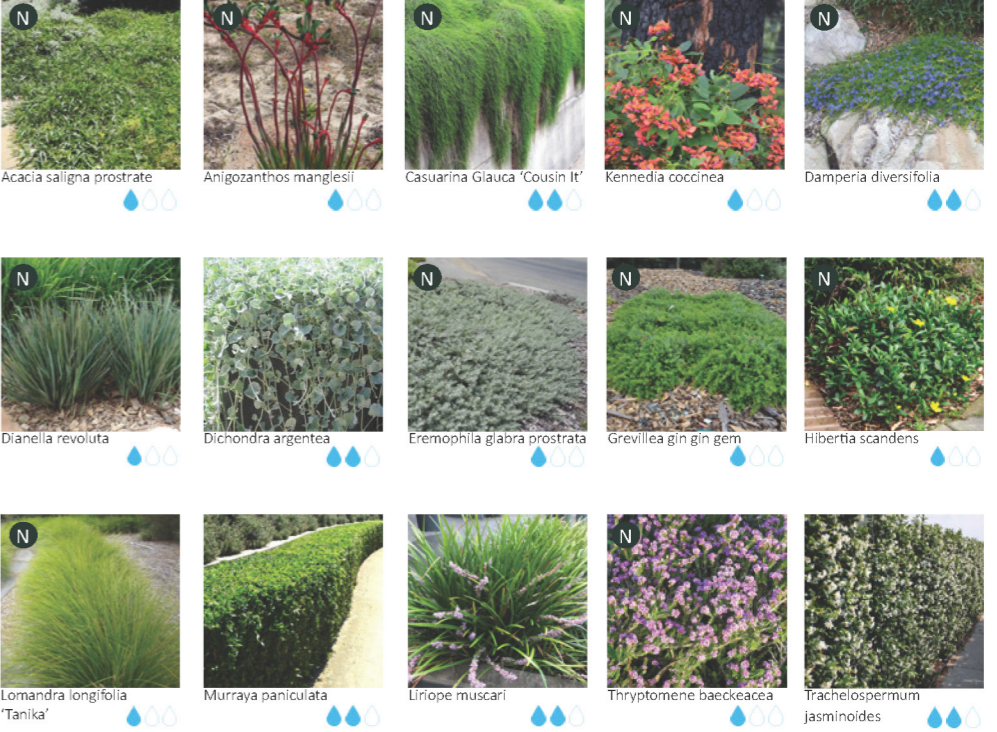 N N N N N
Acacia saligna prostrate Anigozanthos manglesii Casuarina Glauca ‘Cousin It’ Kennedia coccinea Damperia diversifolia
N N N N
Dianella revoluta Dichondra argentea Eremophila glabra prostrata Grevillea gin gin gem Hibertia scandens
N N
Lomandra longifolia Murraya paniculata Liriope muscari Thryptomene baeckeacea Trachelospermum
‘Tanika’ jasminoides